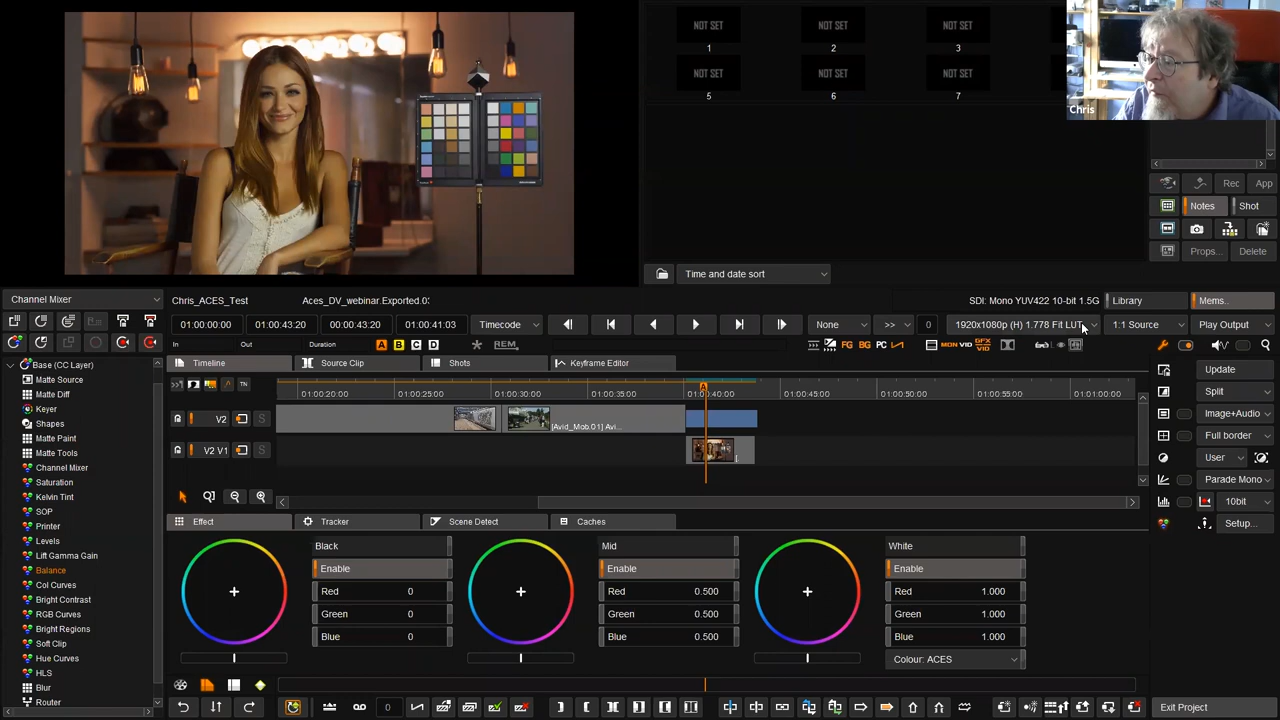 NOT SET
NOT SET
NOT SET
1
2
3
NOT SET
NOT SET
NOT SET
5
6
7
Chris
Rec
App
Notes
Shot
Props...
Delete
Time and date sort
Channel Mixer
Chris_ACES_Test
Aces_DV_webinar.Exported.03
SDI: Mono YUV422 10-bit 1.5G
Library
Mems..
01:00:00:00
01:00:43:20
01:00:41:03
Timecode
None
>>
0
1920x1080p (H) 1.778 Fit LUT
1:1 Source
Play Output
In
Out
Duration
A
B
C
D
REM
FG
BG
PC
MON
VID
GFX
VID
Base (CC Layer)
Matte Source
Matte Diff
Keyer
Shapes
Matte Paint
Matte Tools
Channel Mixer
Saturation
Kelvin Tint
SOP
Printer
Levels
Lift Gamma Gain
Balance
Col Curves
Bright Contrast
RGB Curves
Bright Regions
Soft Clip
Hue Curves
HLS
Blur
Router
Timeline
Source Clip
Shots
Keyframe Editor
TN
A
01:00:20:00
01:00:25:00
01:00:30:00
01:00:35:00
01:00:40:00
01:00:45:00
01:00:50:00
01:00:55:00
01:01:00:00
V2
S
[Avid_Mob.01] Avi...
V2 V1
S
Update
Split
Image+Audio
Full border
User
Parade Mono
10bit
Setup...
Effect
Tracker
Scene Detect
Caches
Black
Enable
Red
0
Green
0
Blue
0
Mid
Enable
Red
0.500
Green
0.500
Blue
0.500
White
Enable
Red
1.000
Green
1.000
Blue
1.000
Colour: ACES
0
Exit Project